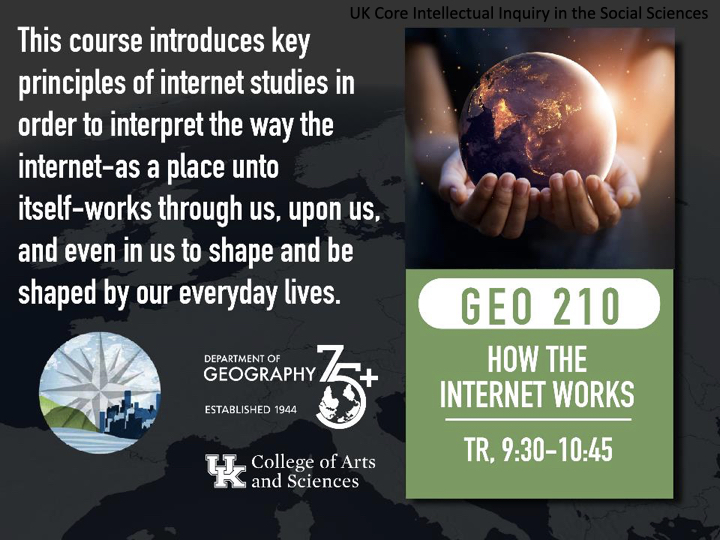 UK Core Intellectual Inquiry in the Social Sciences
This course introduces key
principles of internet studies in
order to interpret the way the
internet-as a place unto
itself-works through us, upon us,
and even in us to shape and be
shaped by our everyday lives.
DEPARTMENT OF
GEOGRAPHY 75+
ESTABLISHED 1944
UK College of Arts
and Sciences
GEO 210
HOW THE
INTERNET WORKS
TR, 9:30-10:45